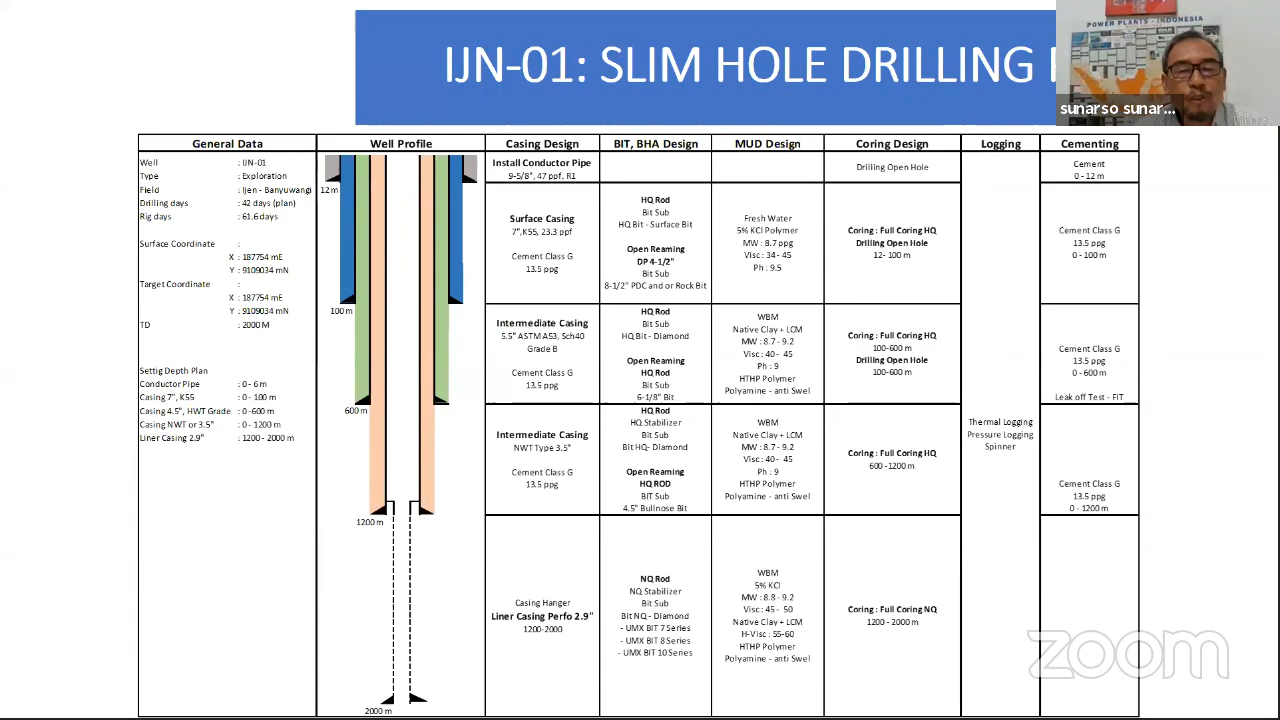 IJN-01: SLIM HOLE DRILLING
POWER PLANTS - INDONESIA
sunarso sunar...
General Data
Well : IJN-01
Type : Exploration
Field : Ijen - Banyuwangi
Drilling days : 42 days (plan)
Rig days : 61.6 days
Surface Coordinate :
X : 187754 mE
Y : 9109034 mN
Target Coordinate :
X : 187754 mE
Y : 9109034 mN
TD : 2000 M
Settig Depth Plan
Conductor Pipe : 0 - 6 m
Casing 7", K55 : 0 - 100 m
Casing 4.5", HWT Grade : 0 -600 m
Casing NWT or 3.5" : 0 - 1200 m
Liner Casing 2.9" : 1200 - 2000 m
Well Profile
12 m
100 m
600 m
1200 m
2000 m
Casing Design
Install Conductor Pipe
9-5/8", 47 ppf, R1
Surface Casing
7",K55, 23.3 ppf
Cement Class G
13.5 ppg
Intermediate Casing
5.5" ASTM A53, Sch40
Grade B
Cement Class G
13.5 ppg
Intermediate Casing
NWT Type 3.5"
Cement Class G
13.5 ppg
Casing Hanger
Liner Casing Perfo 2.9"
1200-2000
BIT, BHA Design
HQ Rod
Bit Sub
HQ Bit - Surface Bit
Open Reaming
DP 4-1/2"
Bit Sub
8-1/2" PDC and or Rock Bit
HQ Rod
Bit Sub
HQ Bit - Diamond
Open Reaming
HQ Rod
Bit Sub
6-1/8" Bit
HQ Rod
HQ Stabilizer
Bit Sub
Bit HQ- Diamond
Open Reaming
HQ ROD
BIT Sub
4.5" Bullnose Bit
NQ Rod
NQ Stabilizer
Bit Sub
Bit NQ - Diamond
- UMX BIT 7 Series
- UMX BIT 8 Series
- UMX BIT 10 Series
MUD Design
Fresh Water
5% KCl Polymer
MW : 8.7 ppg
Visc : 34 - 45
Ph : 9.5
WBM
Native Clay + LCM
MW : 8.7 - 9.2
Visc : 40 - 45
Ph : 9
HTHP Polymer
Polyamine - anti Swel
WBM
Native Clay + LCM
MW : 8.7 - 9.2
Visc : 40 - 45
Ph : 9
HTHP Polymer
Polyamine - anti Swel
WBM
5% KCl
MW : 8.8 - 9.2
Visc : 45 - 50
Native Clay + LCM
H-Visc : 55-60
HTHP Polymer
Polyamine - anti Swel
Coring Design
Drilling Open Hole
Coring : Full Coring HQ
Drilling Open Hole
12- 100 m
Coring : Full Coring HQ
100-600 m
Drilling Open Hole
100-600 m
Coring : Full Coring HQ
600 -1200 m
Coring : Full Coring NQ
1200 - 2000 m
Logging
Thermal Logging
Pressure Logging
Spinner
Cementing
Cement
0 - 12 m
Cement Class G
13.5 ppg
0 - 100 m
Cement Class G
13.5 ppg
0 - 600 m
Leak off Test - FIT
Cement Class G
13.5 ppg
0 - 1200 m
zoom